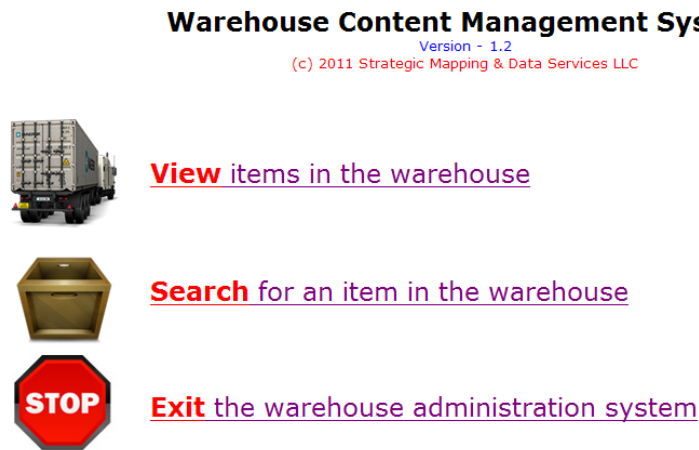 Warehouse Content Management Sys
Version - 1.2
(c) 2011 Strategic Mapping & Data Services LLC
View items in the warehouse
Search for an item in the warehouse
STOP
Exit the warehouse administration system